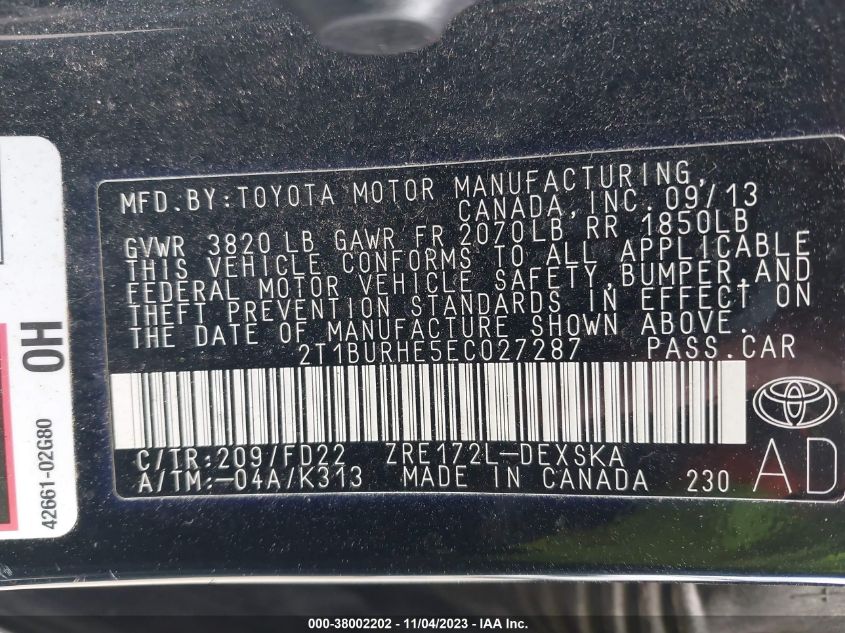 MFD.BY:TOYOTA MOTOR MANUFACTURING,
CANADA, INC. 09/13
GVWR 3820 LB GAWR FR 2070LB RR 1850LB
THIS VEHICLE CONFORMS TO ALL APPLICABLE
FEDERAL MOTOR VEHICLE SAFETY, BUMPER, AND
THEFT PREVENTION STANDARDS IN EFFECT ON
THE DATE OF MANUFACTURE SHOWN ABOVE.
2T1BURHE5EC027287 PASS.CAR
C/TR:209/FD22 ZRE172L-DEXSKA
A/TM:-04A/K313 MADE IN CANADA 230
AD
OH
42661-02G80
000-38002202 - 11/04/2023 - IAA Inc.